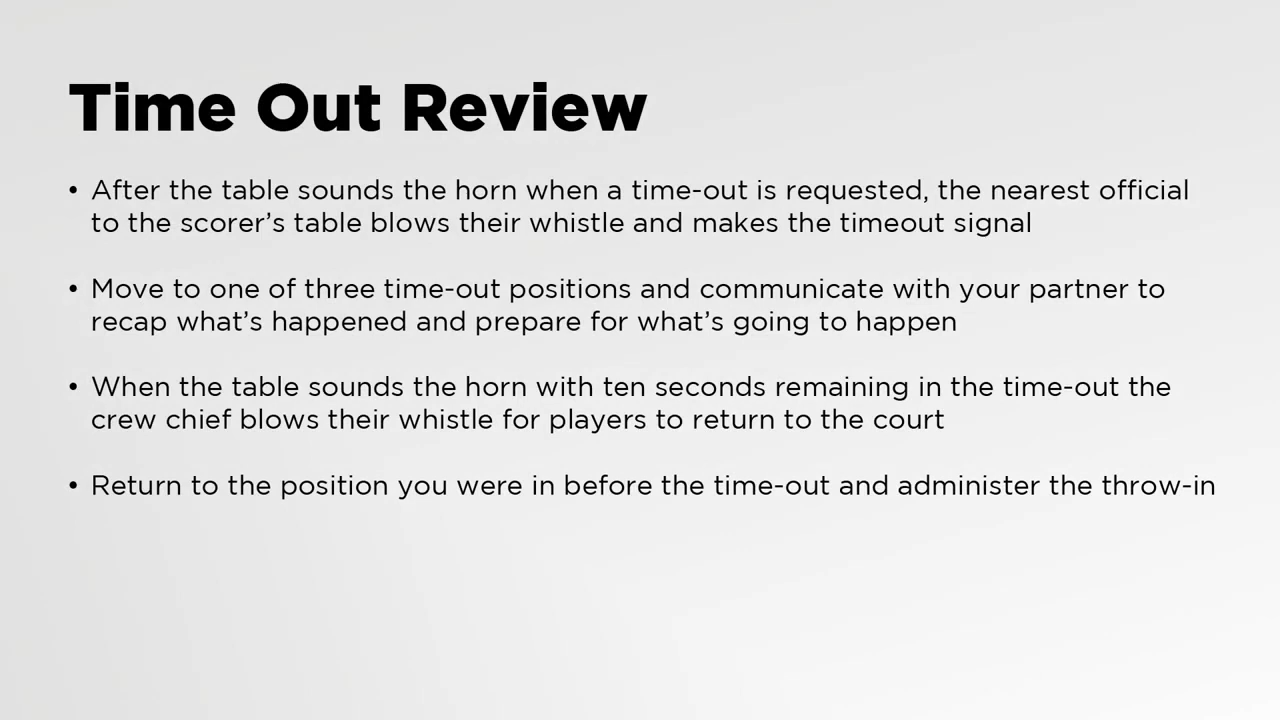 Time Out Review
• After the table sounds the horn when a time-out is requested, the nearest official
to the scorer’s table blows their whistle and makes the timeout signal
• Move to one of three time-out positions and communicate with your partner to
recap what’s happened and prepare for what’s going to happen
• When the table sounds the horn with ten seconds remaining in the time-out the
crew chief blows their whistle for players to return to the court
• Return to the position you were in before the time-out and administer the throw-in